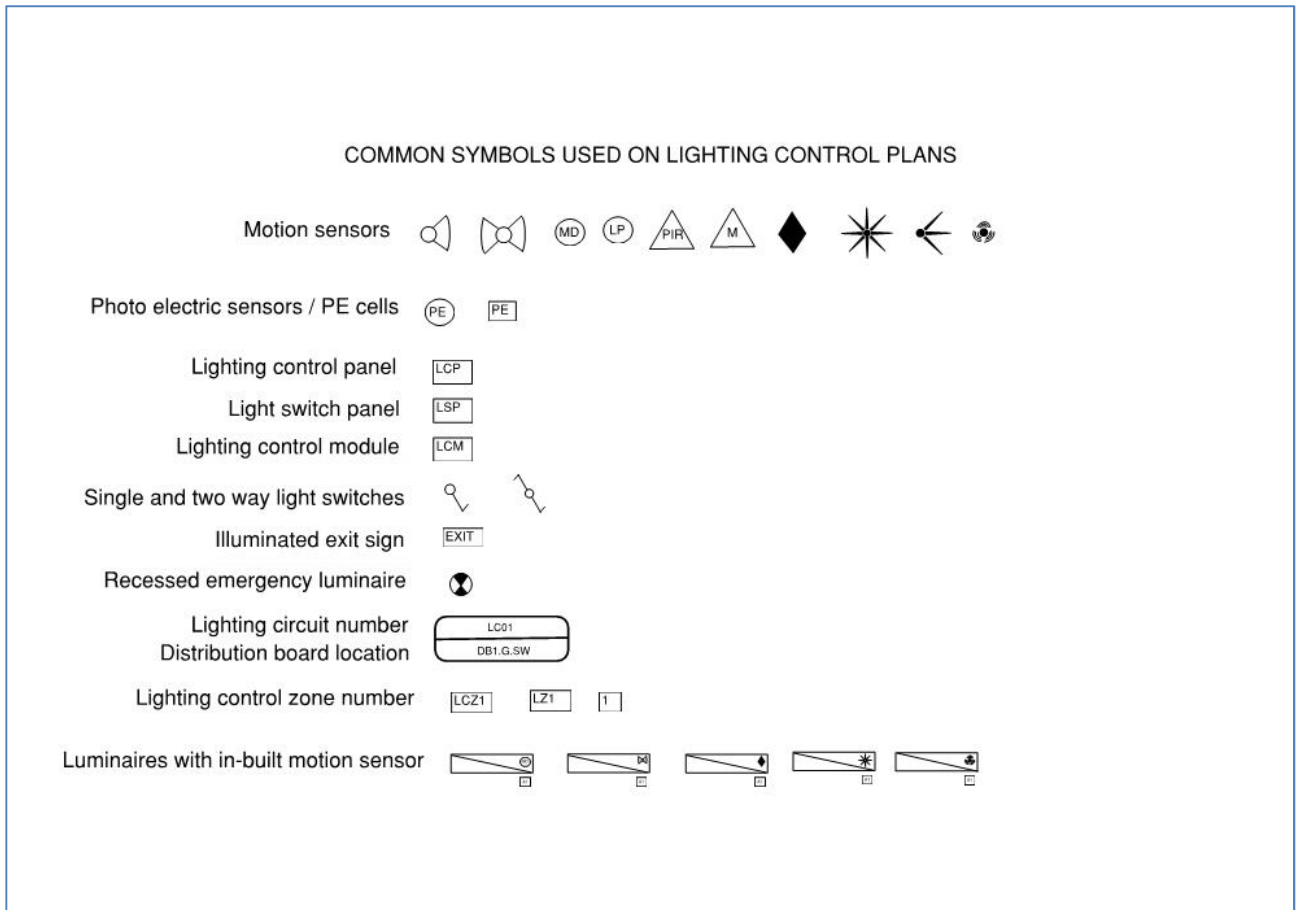 COMMON SYMBOLS USED ON LIGHTING CONTROL PLANS
Motion sensors MD LP PIR M
Photo electric sensors / PE cells PE PE
Lighting control panel LCP
Light switch panel LSP
Lighting control module LCM
Single and two way light switches
Illuminated exit sign EXIT
Recessed emergency luminaire
Lighting circuit number LC01
Distribution board location DB1.G.SW
Lighting control zone number LCZ1 LZ1 1
Luminaires with in-built motion sensor